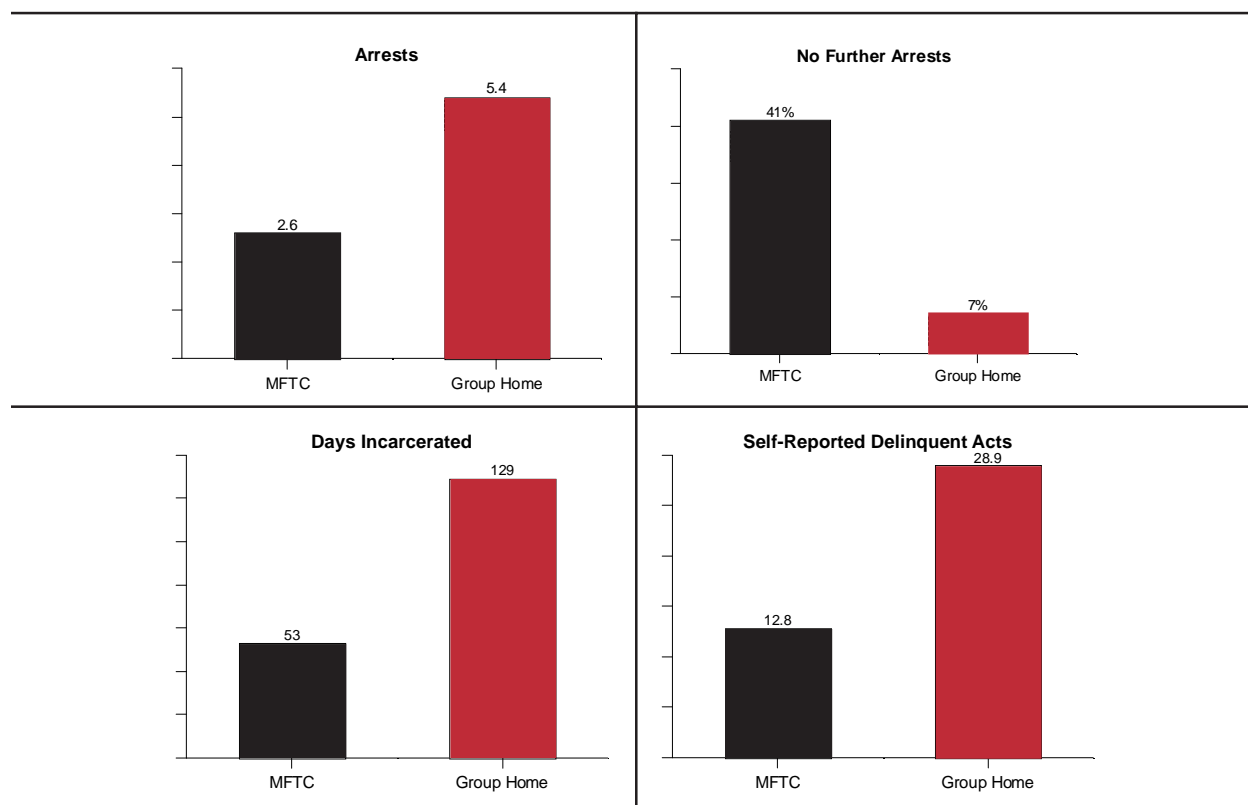 Arrests
5.4
2.6
MFTC
Group Home
No Further Arrests
41%
7%
MFTC
Group Home
Days Incarcerated
129
53
MFTC
Group Home
Self-Reported Delinquent Acts
28.9
12.8
MFTC
Group Home